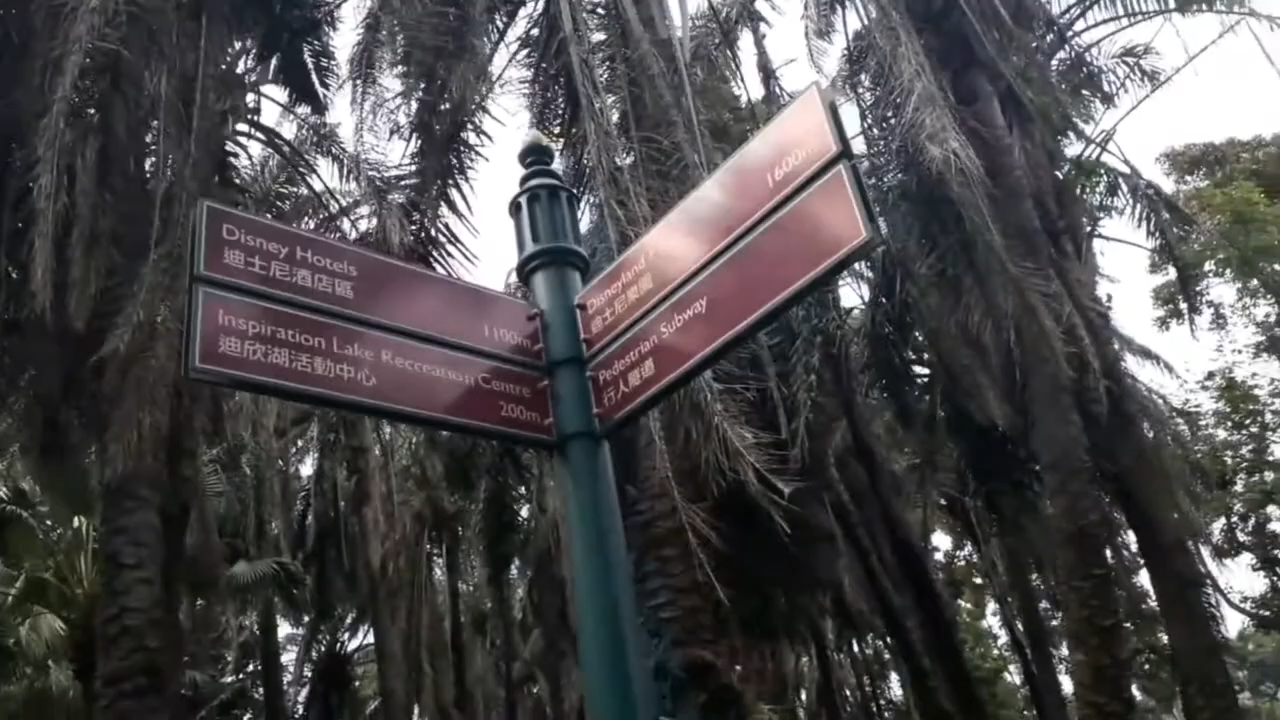 Disney Hotels
迪士尼酒店區
1100m
Inspiration Lake Recreation Centre
迪欣湖活動中心
200m
Disneyland
迪士尼樂園
1600m
Pedestrian Subway
行人隧道